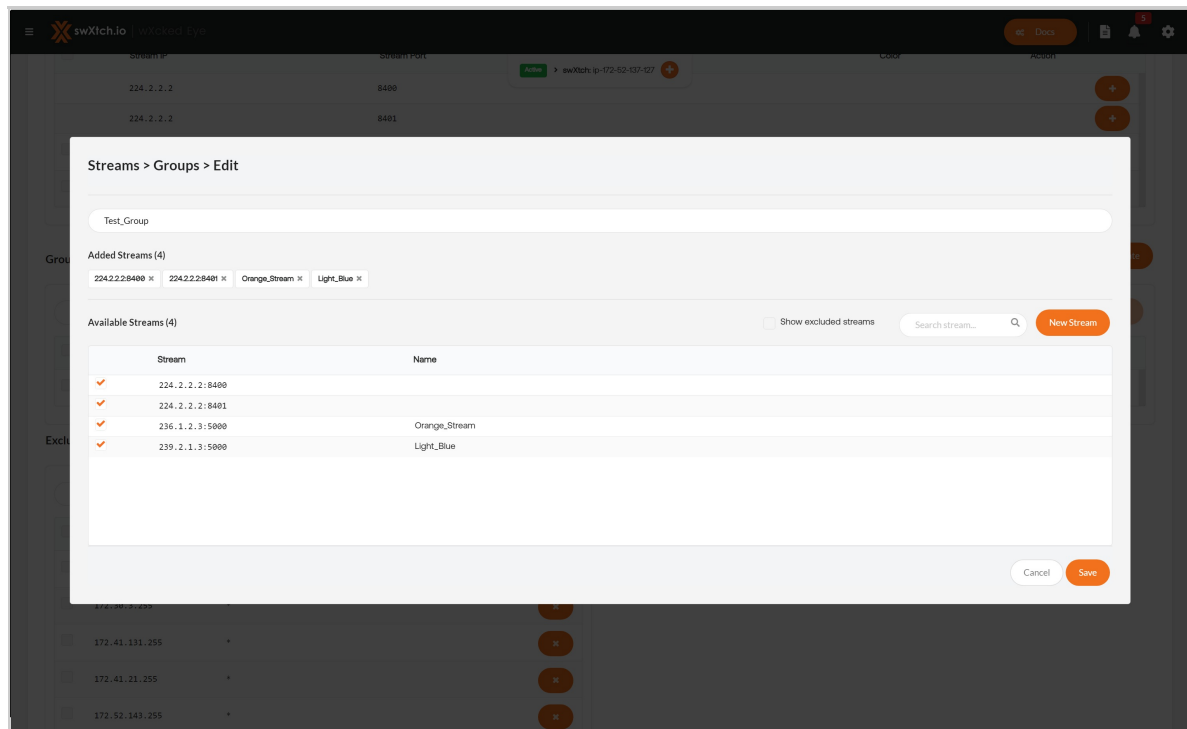 swXtch.io | wXcked Eye
Docs
5
Stream IP Stream Port Color Action
Active > swXtch: ip-172-52-137-127
224.2.2.2 8400
224.2.2.2 8401
Streams > Groups > Edit
Test_Group
Added Streams (4)
224.2.2.2:8400 × 224.2.2.2:8401 × Orange_Stream × Light_Blue ×
Available Streams (4) Show excluded streams Search stream... New Stream
Stream Name
224.2.2.2:8400
224.2.2.2:8401
236.1.2.3:5000 Orange_Stream
239.2.1.3:5000 Light_Blue
Cancel Save
172.41.131.255 *
172.41.21.255 *
172.52.143.255 *